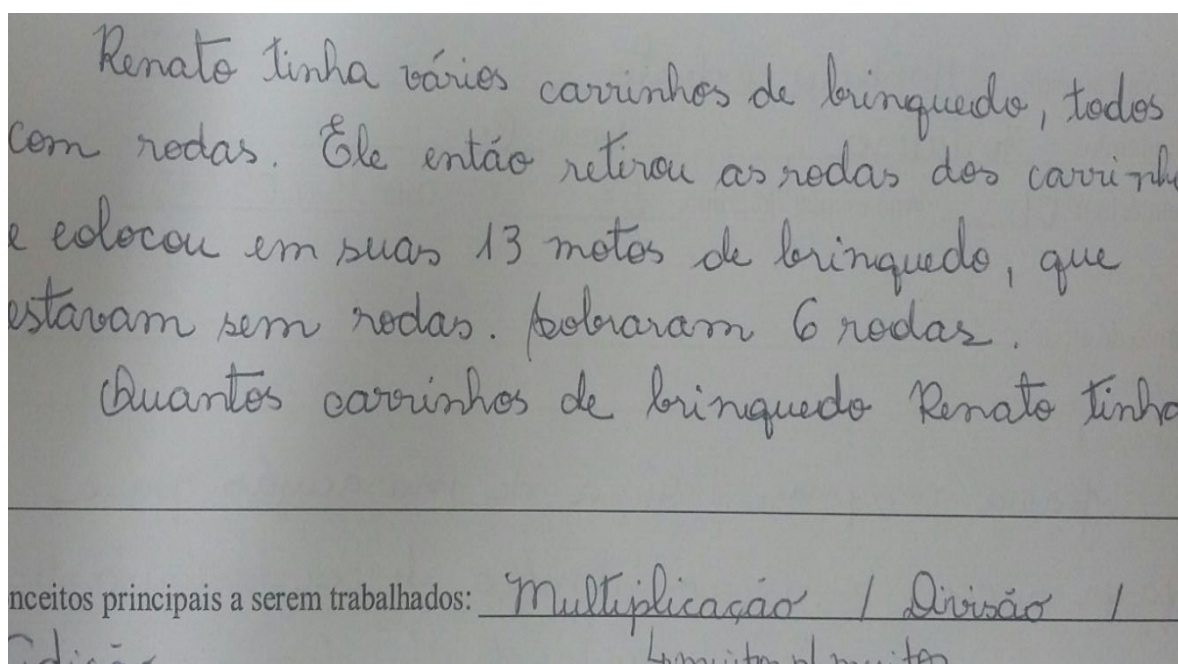 Renato tinha vários carrinhos de brinquedo, todos
com rodas. Ele então retirou as rodas dos carrinh
e colocou em suas 13 motos de brinquedo, que
estavam sem rodas. Sobraram 6 rodas.
Quantos carrinhos de brinquedo Renato tinha
nceitos principais a serem trabalhados: Multiplicação / Divisão /